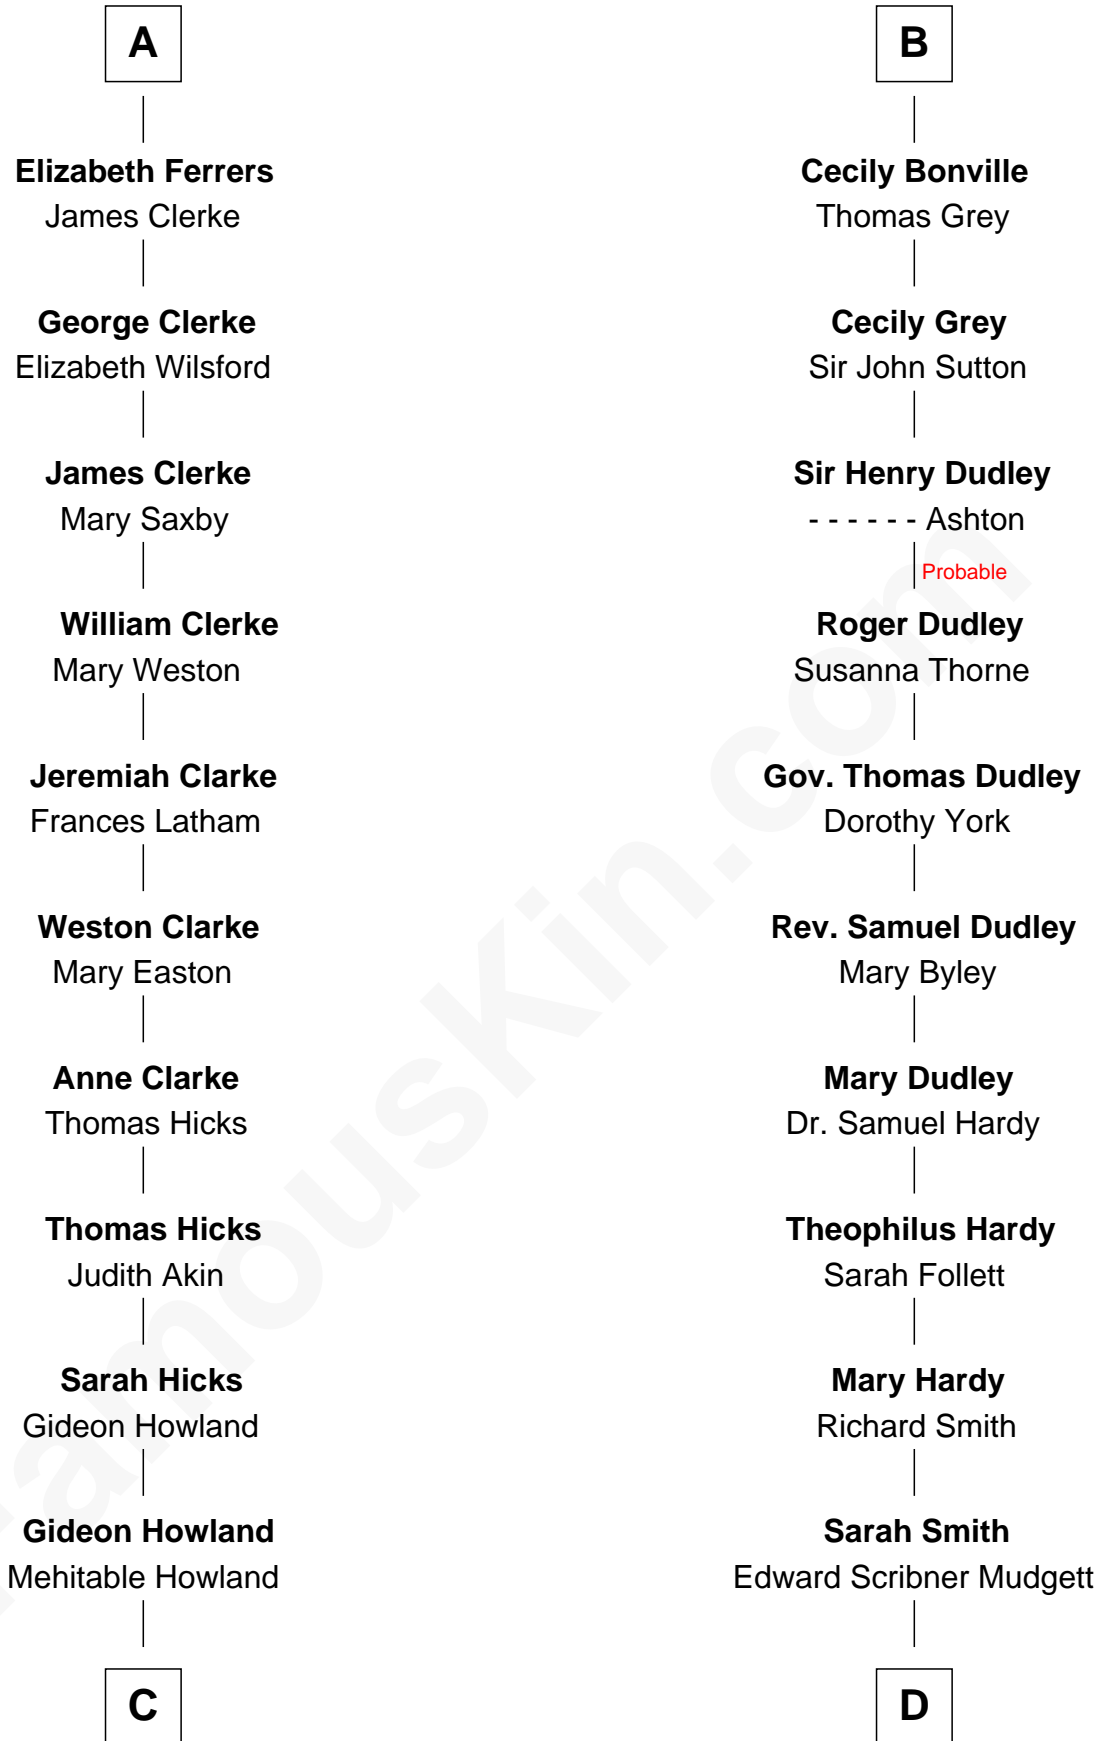 A
Elizabeth Ferrers
James Clerke
George Clerke
Elizabeth Wilsford
James Clerke
Mary Saxby
William Clerke
Mary Weston
Jeremiah Clarke
Frances Latham
Weston Clarke
Mary Easton
Anne Clarke
Thomas Hicks
Thomas Hicks
Judith Akin
Sarah Hicks
Gideon Howland
Gideon Howland
Mehitable Howland
C
B
Cecily Bonville
Thomas Grey
Cecily Grey
Sir John Sutton
Sir Henry Dudley
- - - - - - Ashton
Probable
Roger Dudley
Susanna Thorne
Gov. Thomas Dudley
Dorothy York
Rev. Samuel Dudley
Mary Byley
Mary Dudley
Dr. Samuel Hardy
Theophilus Hardy
Sarah Follett
Mary Hardy
Richard Smith
Sarah Smith
Edward Scribner Mudgett
D
FamousKin.com